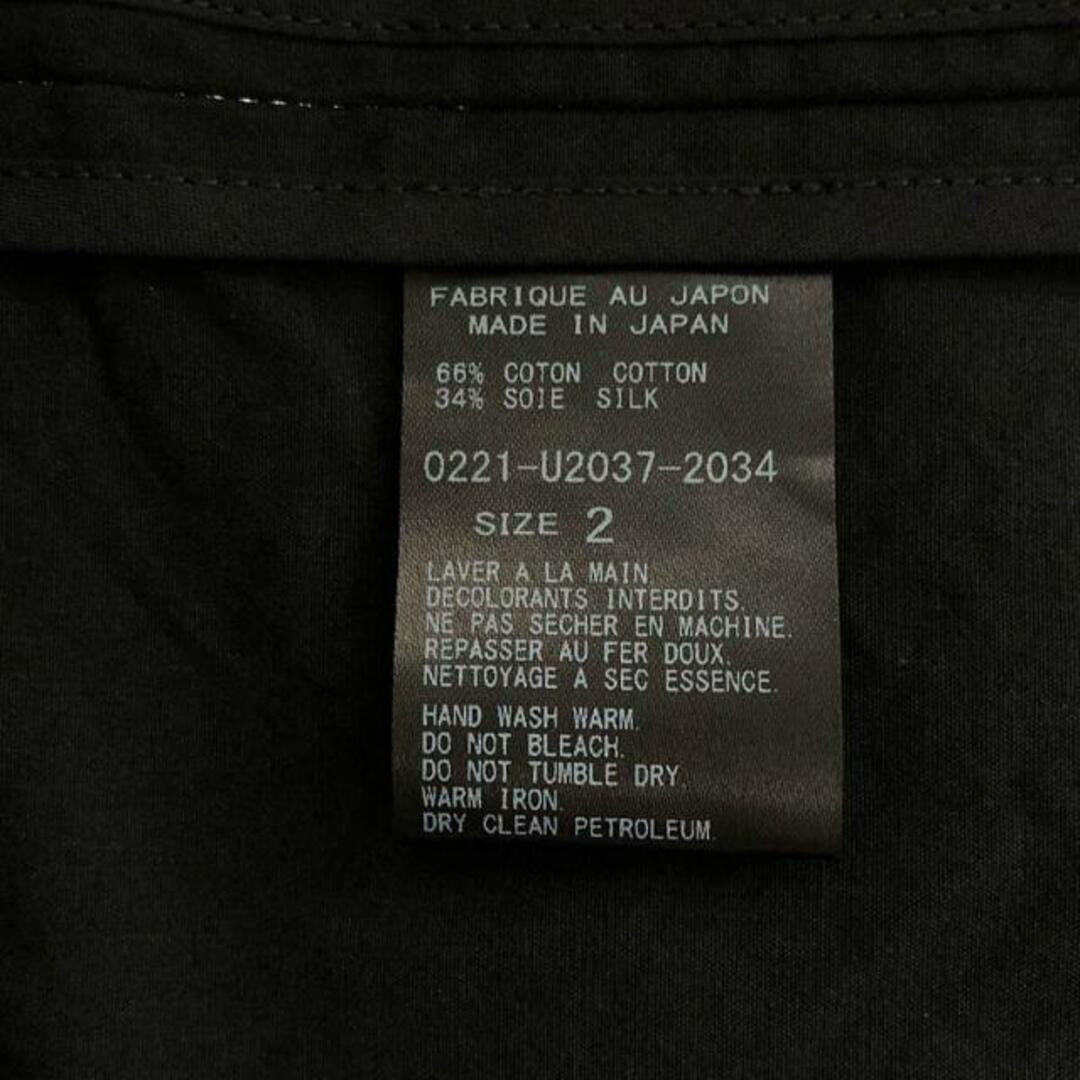 FABRIQUE AU JAPON
MADE IN JAPAN
66% COTON COTTON
34% SOIE SILK
0221-U2037-2034
SIZE 2
LAVER A LA MAIN
DECOLORANTS INTERDITS.
NE PAS SECHER EN MACHINE.
REPASSER AU FER DOUX.
NETTOYAGE A SEC ESSENCE.
HAND WASH WARM.
DO NOT BLEACH.
DO NOT TUMBLE DRY.
WARM IRON.
DRY CLEAN PETROLEUM.